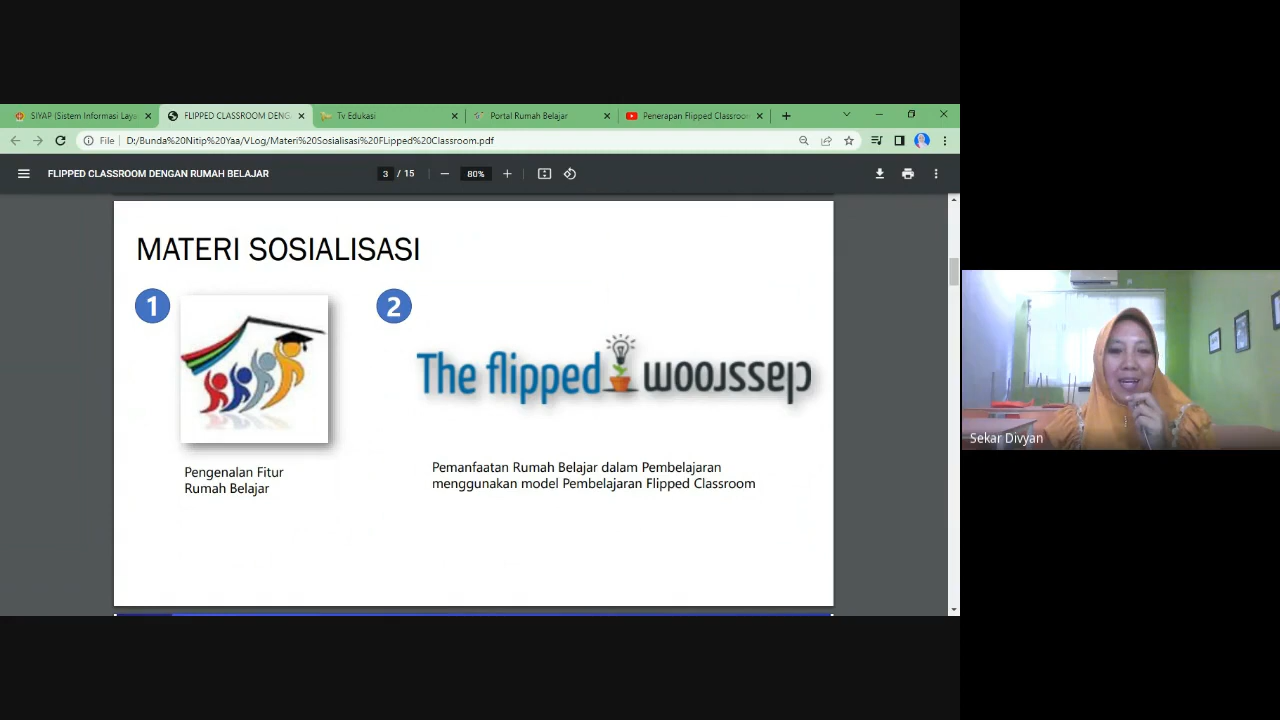 SIYAP (Sistem Informasi Laya
FLIPPED CLASSROOM DENG
Tv Edukasi
Portal Rumah Belajar
Penerapan Flipped Classroo
File
D:/Bunda%20Nitip%20Yaa/VLog/Materi%20Sosialisasi%20FLipped%20Classroom.pdf
FLIPPED CLASSROOM DENGAN RUMAH BELAJAR
3 / 15
80%
MATERI SOSIALISASI
1
2
The flipped classroom
Pengenalan Fitur
Rumah Belajar
Pemanfaatan Rumah Belajar dalam Pembelajaran
menggunakan model Pembelajaran Flipped Classroom
Sekar Divyan